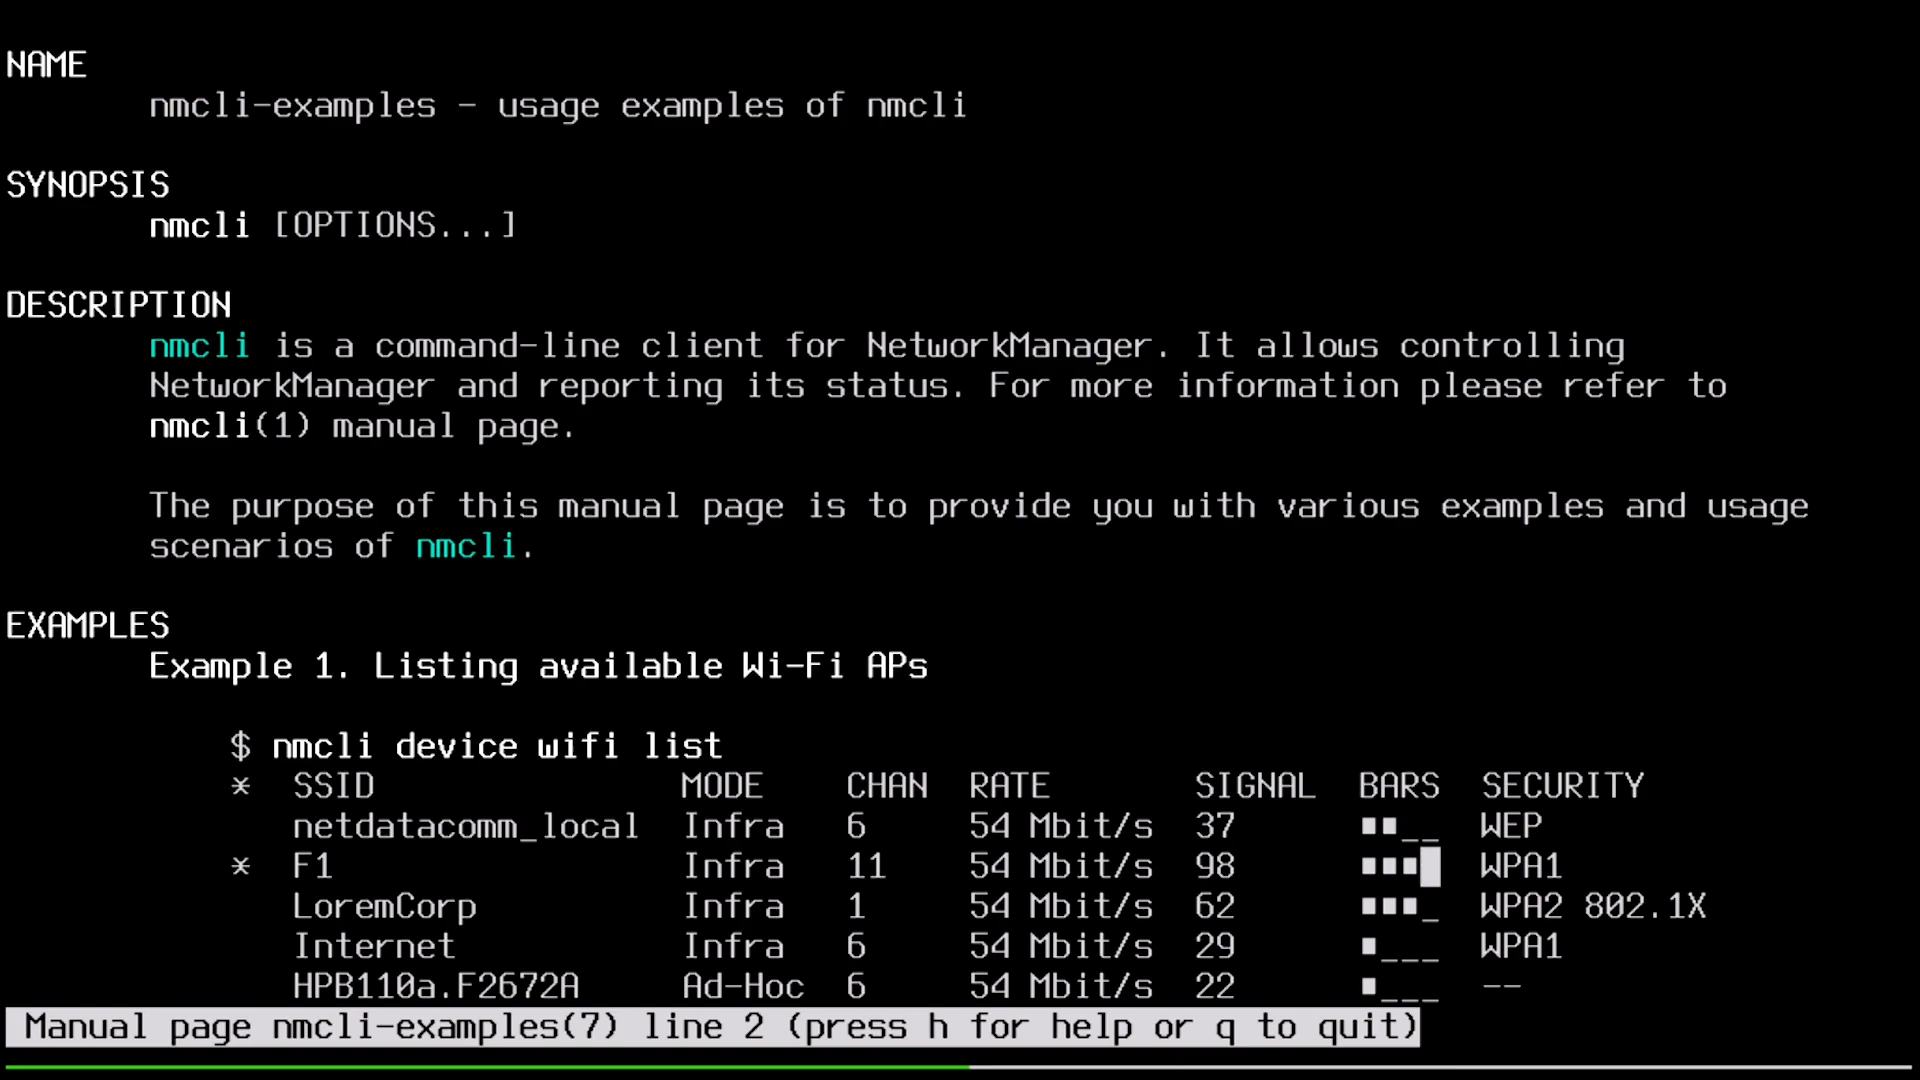 NAME
nmcli-examples - usage examples of nmcli
SYNOPSIS
nmcli [OPTIONS...]
DESCRIPTION
nmcli is a command-line client for NetworkManager. It allows controlling
NetworkManager and reporting its status. For more information please refer to
nmcli(1) manual page.
The purpose of this manual page is to provide you with various examples and usage
scenarios of nmcli.
EXAMPLES
Example 1. Listing available Wi-Fi APs
$ nmcli device wifi list
* SSID MODE CHAN RATE SIGNAL BARS SECURITY
netdatacomm_local Infra 6 54 Mbit/s 37 ▪▪__ WEP
* F1 Infra 11 54 Mbit/s 98 ▪▪▪█ WPA1
LoremCorp Infra 1 54 Mbit/s 62 ▪▪▪_ WPA2 802.1X
Internet Infra 6 54 Mbit/s 29 ▪___ WPA1
HPB110a.F2672A Ad-Hoc 6 54 Mbit/s 22 ▪___ --
Manual page nmcli-examples(7) line 2 (press h for help or q to quit)